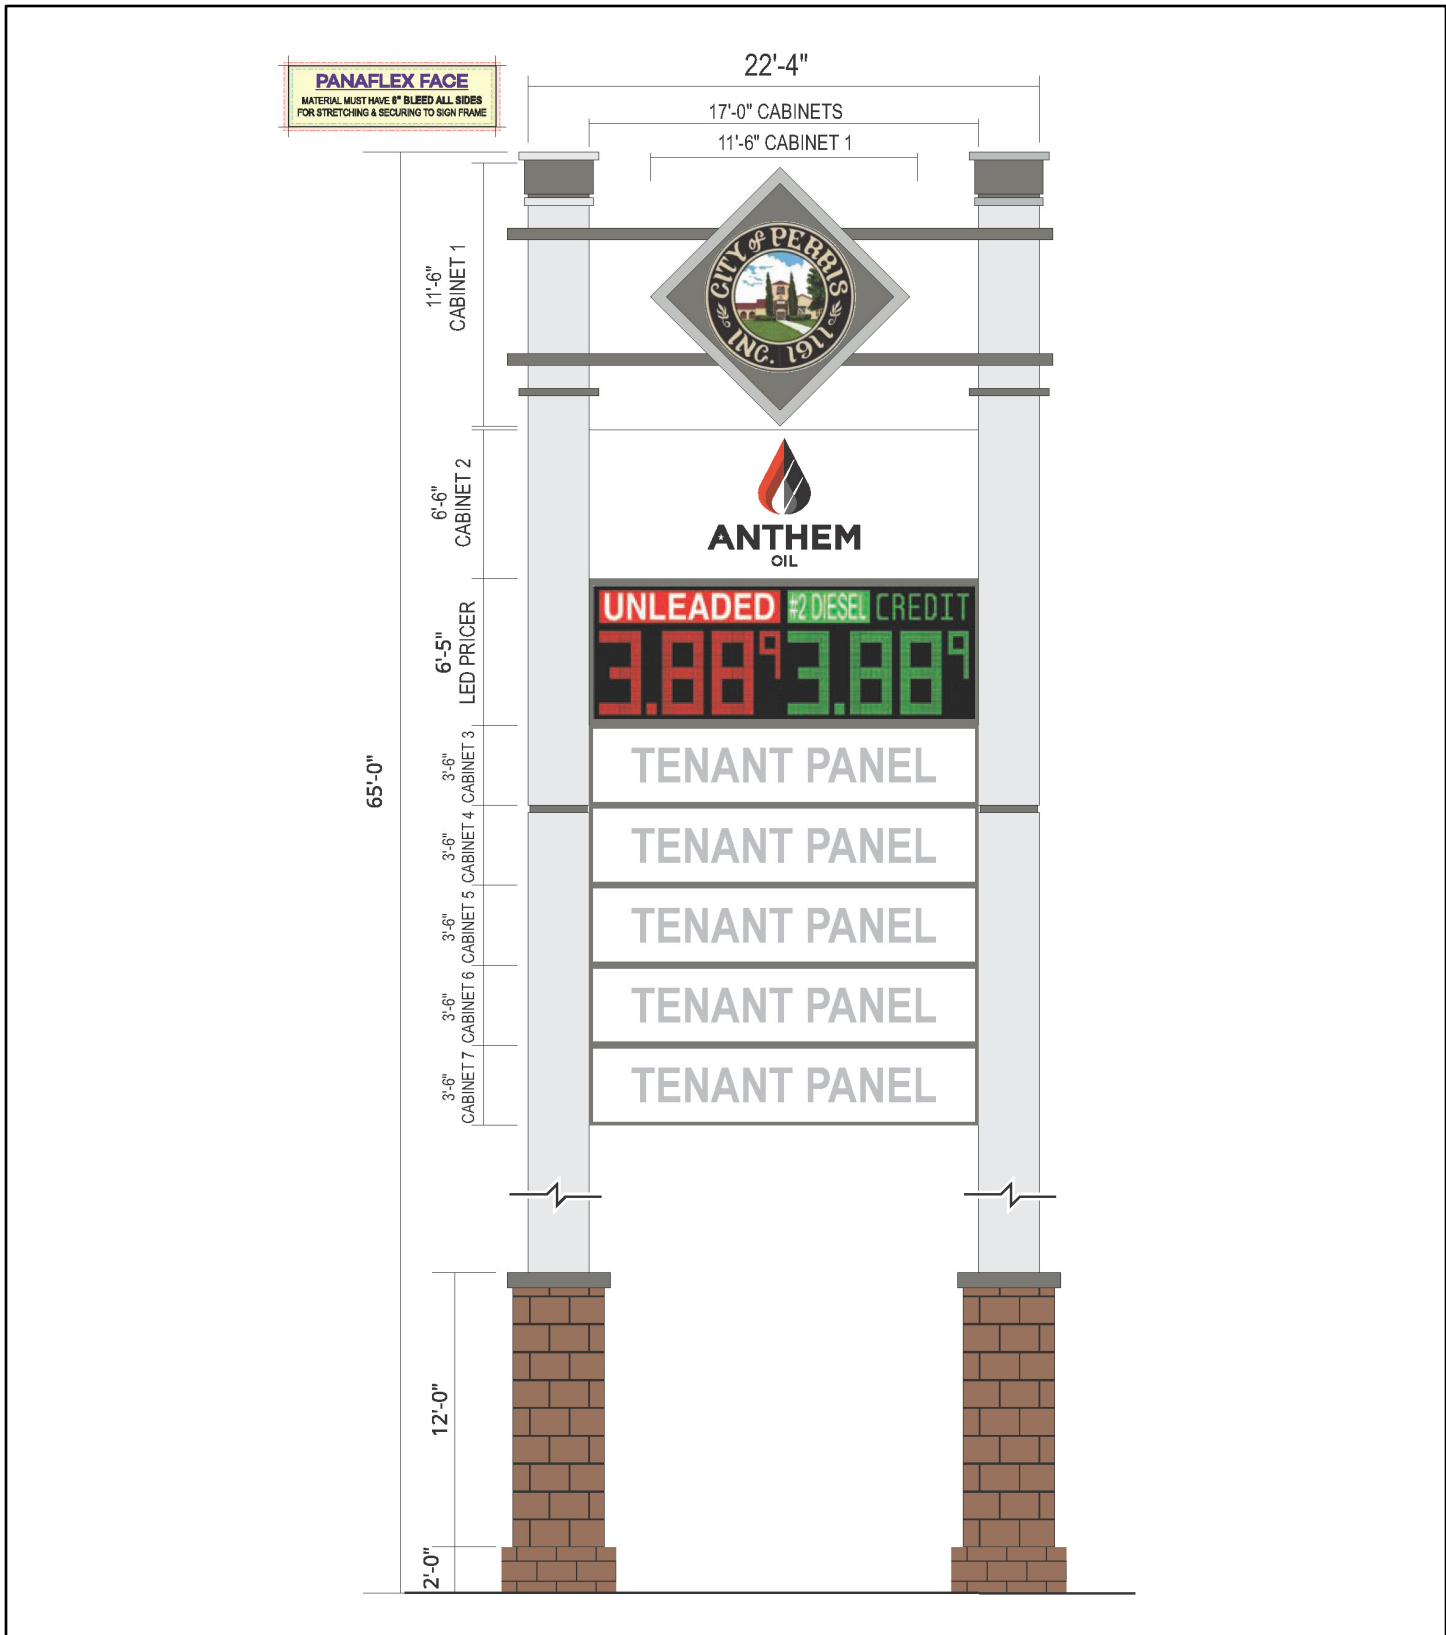 PANAFLEX FACE
MATERIAL MUST HAVE 6" BLEED ALL SIDES
FOR STRETCHING & SECURING TO SIGN FRAME
22'-4"
17'-0" CABINETS
11'-6" CABINET 1
11'-6"
CABINET 1
CITY of PERRIS
INC. 1911
6'-6"
CABINET 2
ANTHEM
OIL
6'-5"
LED PRICER
UNLEADED #2 DIESEL CREDIT
3.889 3.889
65'-0"
3'-6"
CABINET 3
TENANT PANEL
3'-6"
CABINET 4
TENANT PANEL
3'-6"
CABINET 5
TENANT PANEL
3'-6"
CABINET 6
TENANT PANEL
3'-6"
CABINET 7
TENANT PANEL
12'-0"
2'-0"